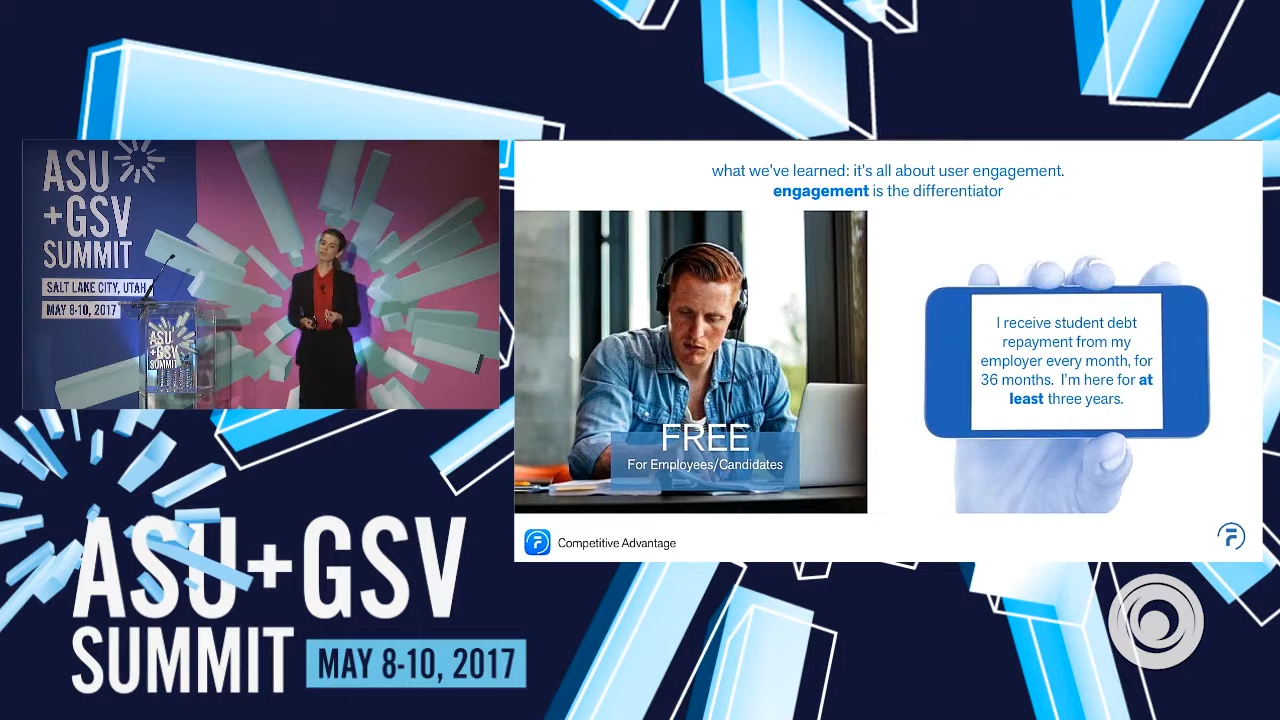 ASU
+GSV
SUMMIT
SALT LAKE CITY, UTAH
MAY 8-10, 2017
ASU
+GSV
SUMMIT
what we've learned: it's all about user engagement.
engagement is the differentiator
FREE
For Employees/Candidates
I receive student debt
repayment from my
employer every month, for
36 months. I'm here for at
least three years.
Competitive Advantage
ASU+GSV
SUMMIT MAY 8-10, 2017